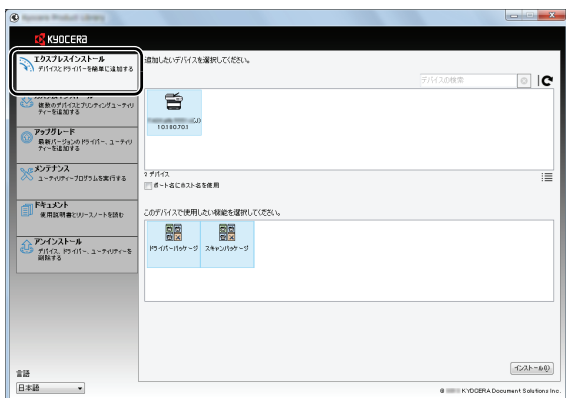 Kyocera Product Library
KYOCERA
エクスプレスインストール
デバイスとドライバーを簡単に追加する
複数のデバイスとプリンティングユーティリ
ティーを追加する
アップグレード
最新バージョンのドライバー、ユーティリ
ティーを追加する
メンテナンス
ユーティリティープログラムを実行する
ドキュメント
使用説明書とリリースノートを読む
アンインストール
デバイス、ドライバー、ユーティリティーを
削除する
言語
日本語
追加したいデバイスを選択してください。
デバイスの検索
10.180.70.1
2 デバイス
ポート名にホスト名を使用
このデバイスで使用したい機能を選択してください。
ドライバーパッケージ
スキャンパッケージ
インストール(I)
© KYOCERA Document Solutions Inc.